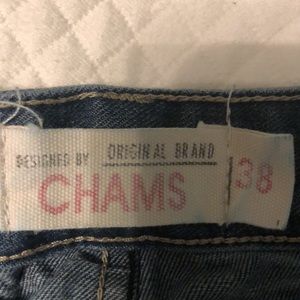 DESIGNED BY ORIGINAL BRAND
CHAMS
38